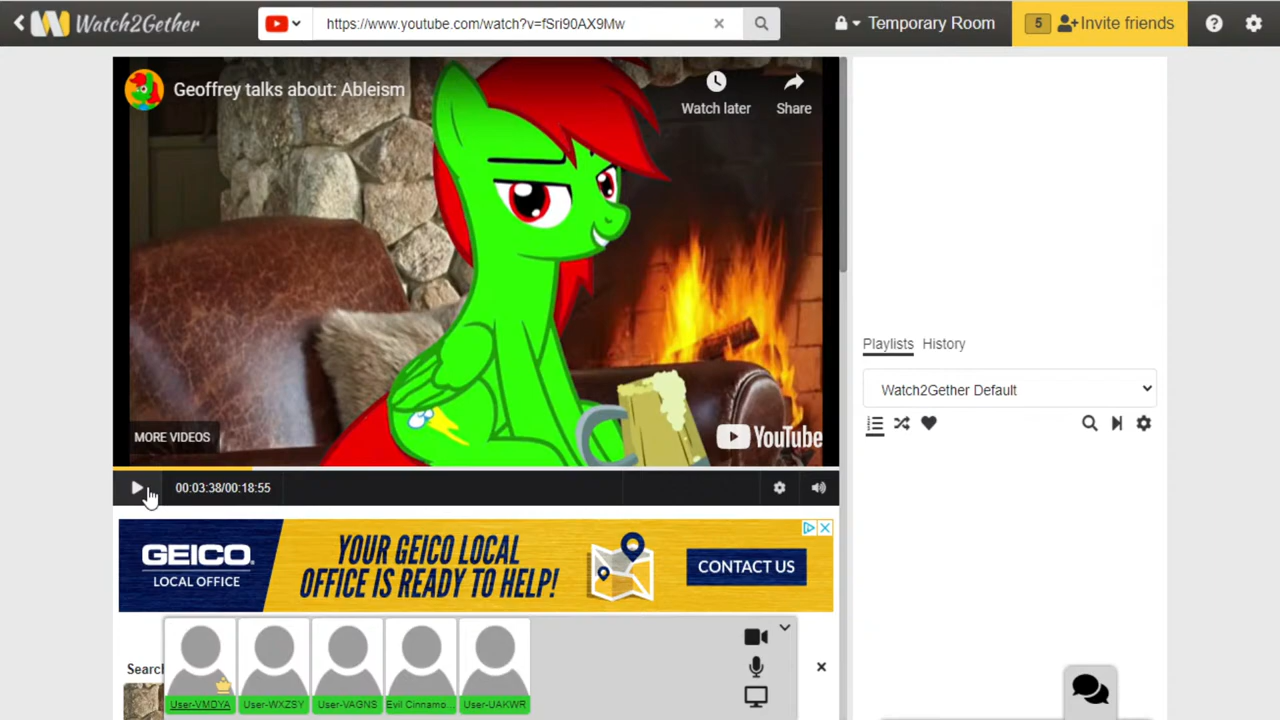 Watch2Gether
https://www.youtube.com/watch?v=fSri90AX9Mw
Temporary Room
5
Invite friends
Geoffrey talks about: Ableism
Watch later
Share
MORE VIDEOS
YouTube
Playlists
History
Watch2Gether Default
00:03:38/00:18:55
GEICO
LOCAL OFFICE
YOUR GEICO LOCAL
OFFICE IS READY TO HELP!
CONTACT US
Search
User-VMDYA
User-WXZSY
User-VAGNS
Evil Cinnamo...
User-UAKWR